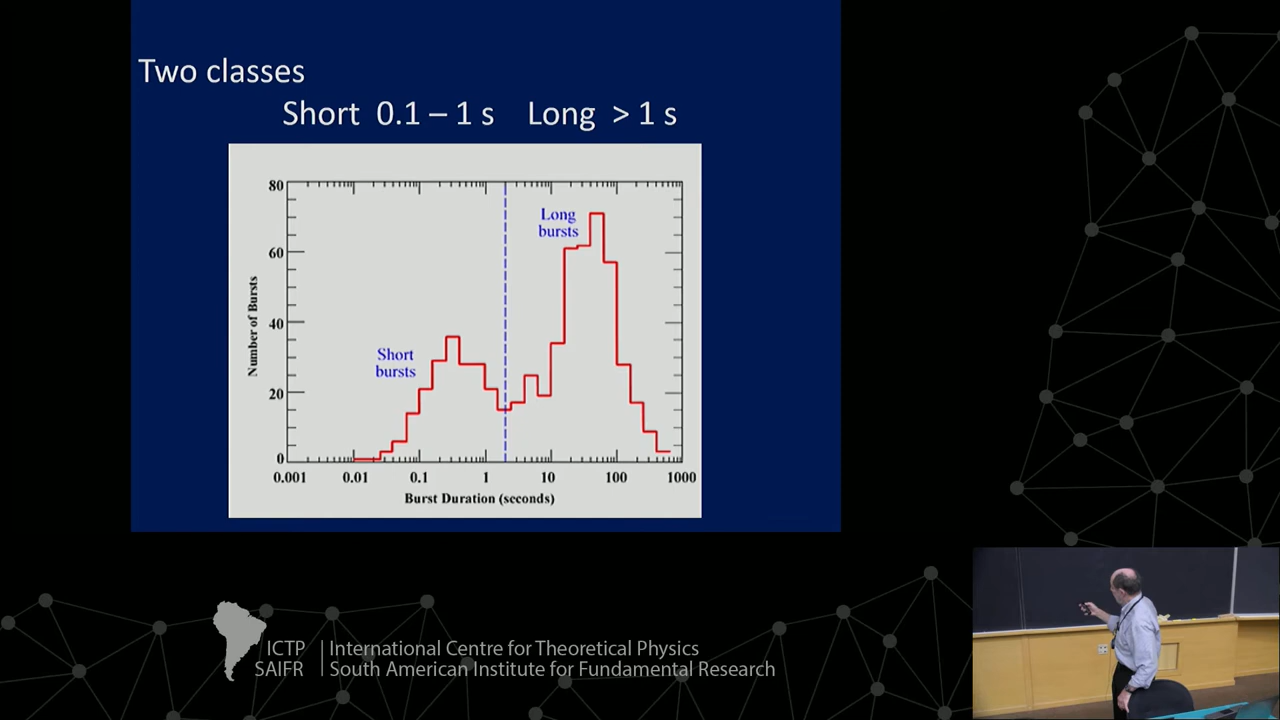 Two classes
Short 0.1 – 1 s Long > 1 s
80
60
40
20
0
Number of Bursts
Long
bursts
Short
bursts
0.001 0.01 0.1 1 10 100 1000
Burst Duration (seconds)
ICTP | International Centre for Theoretical Physics
SAIFR | South American Institute for Fundamental Research